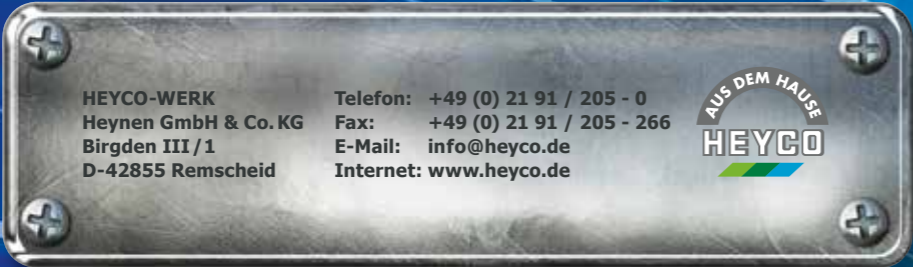 HEYCO-WERK
Heynen GmbH & Co. KG
Birgden III/1
D-42855 Remscheid
Telefon: +49 (0) 21 91 / 205 - 0
Fax: +49 (0) 21 91 / 205 - 266
E-Mail: info@heyco.de
Internet: www.heyco.de
AUS DEM HAUSE
HEYCO